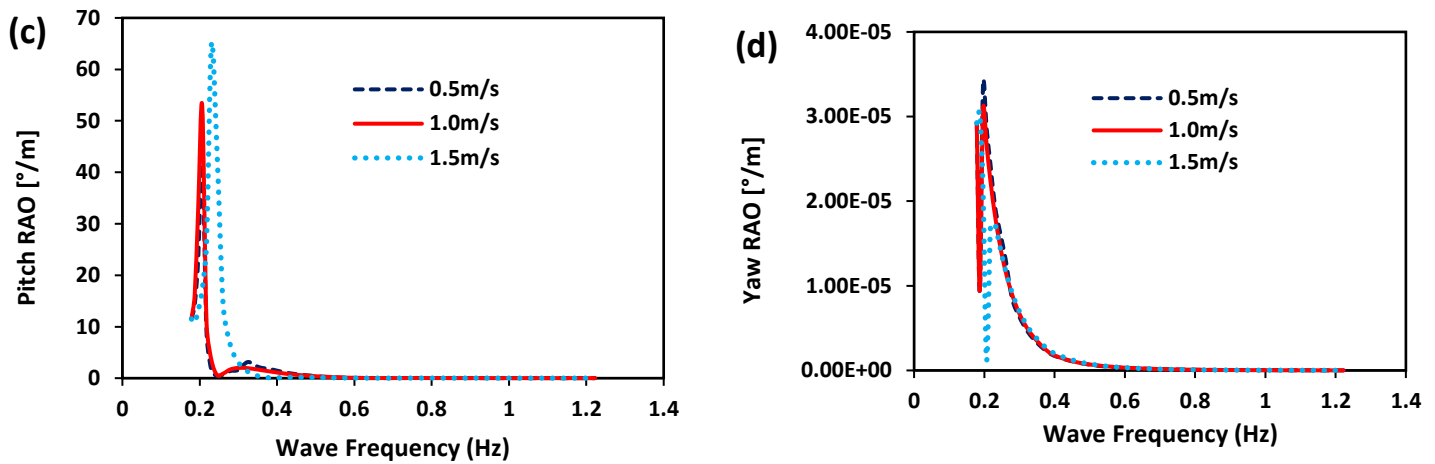 (c)
Pitch RAO [°/m]
70
60
50
40
30
20
10
0
0.5m/s
1.0m/s
1.5m/s
0 0.2 0.4 0.6 0.8 1 1.2 1.4
Wave Frequency (Hz)
(d)
Yaw RAO [°/m]
4.00E-05
3.00E-05
2.00E-05
1.00E-05
0.00E+00
0.5m/s
1.0m/s
1.5m/s
0 0.2 0.4 0.6 0.8 1 1.2 1.4
Wave Frequency (Hz)